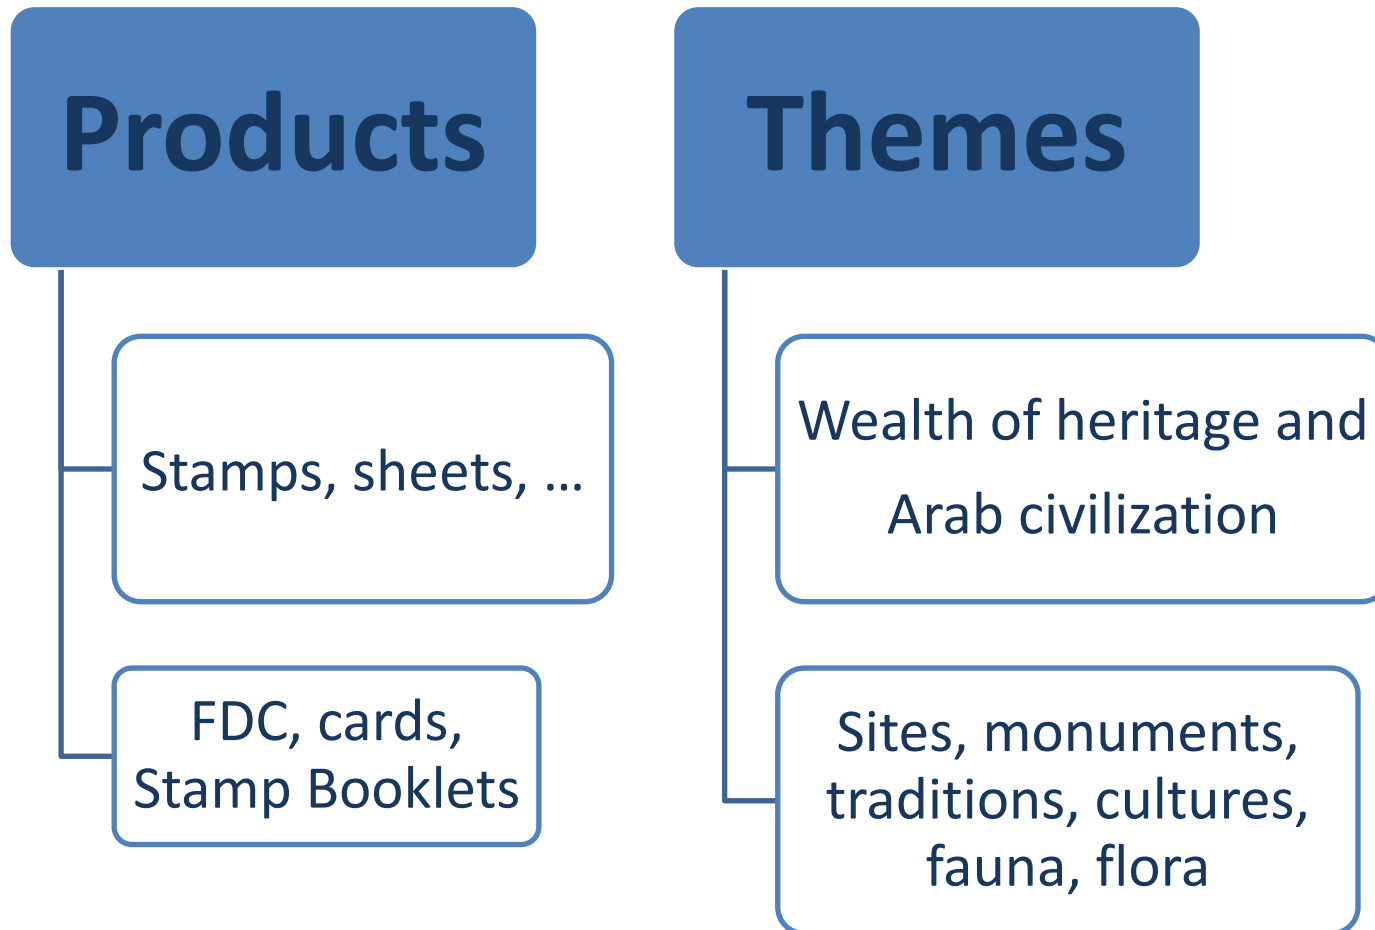 Products
Stamps, sheets, ...
FDC, cards,
Stamp Booklets
Themes
Wealth of heritage and
Arab civilization
Sites, monuments,
traditions, cultures,
fauna, flora